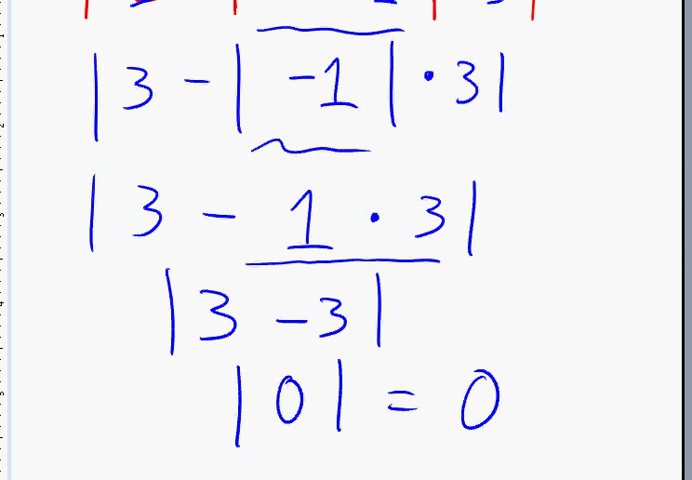 |3 - |-1| · 3|
|3 - 1 · 3|
|3 - 3|
|0| = 0